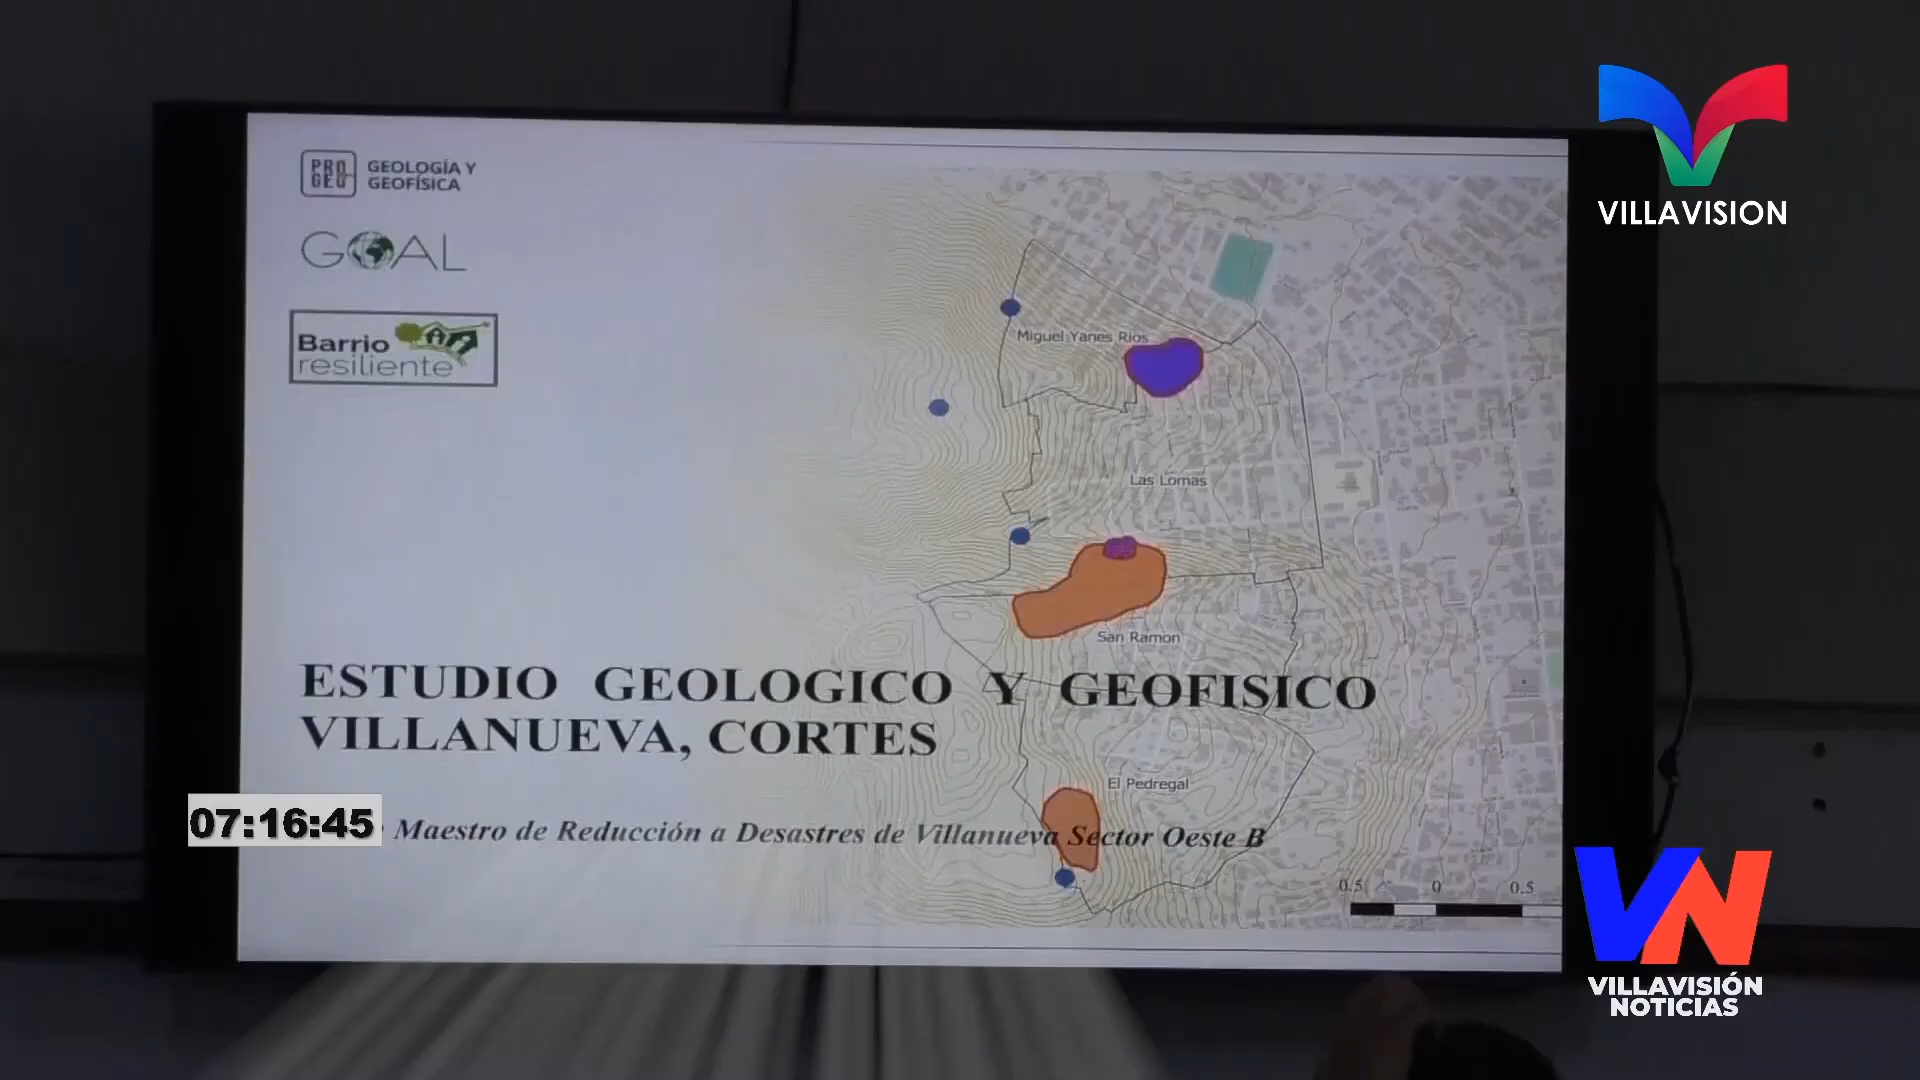 PRO
GEO
GEOLOGÍA Y
GEOFÍSICA
GOAL
Barrio
resiliente
VILLAVISION
Miguel Yanes Rios
Las Lomas
San Ramon
ESTUDIO GEOLOGICO Y GEOFISICO
VILLANUEVA, CORTES
El Pedregal
07:16:45
Maestro de Reducción a Desastres de Villanueva Sector Oeste B
0.5 0 0.5
VN
VILLAVISIÓN
NOTICIAS